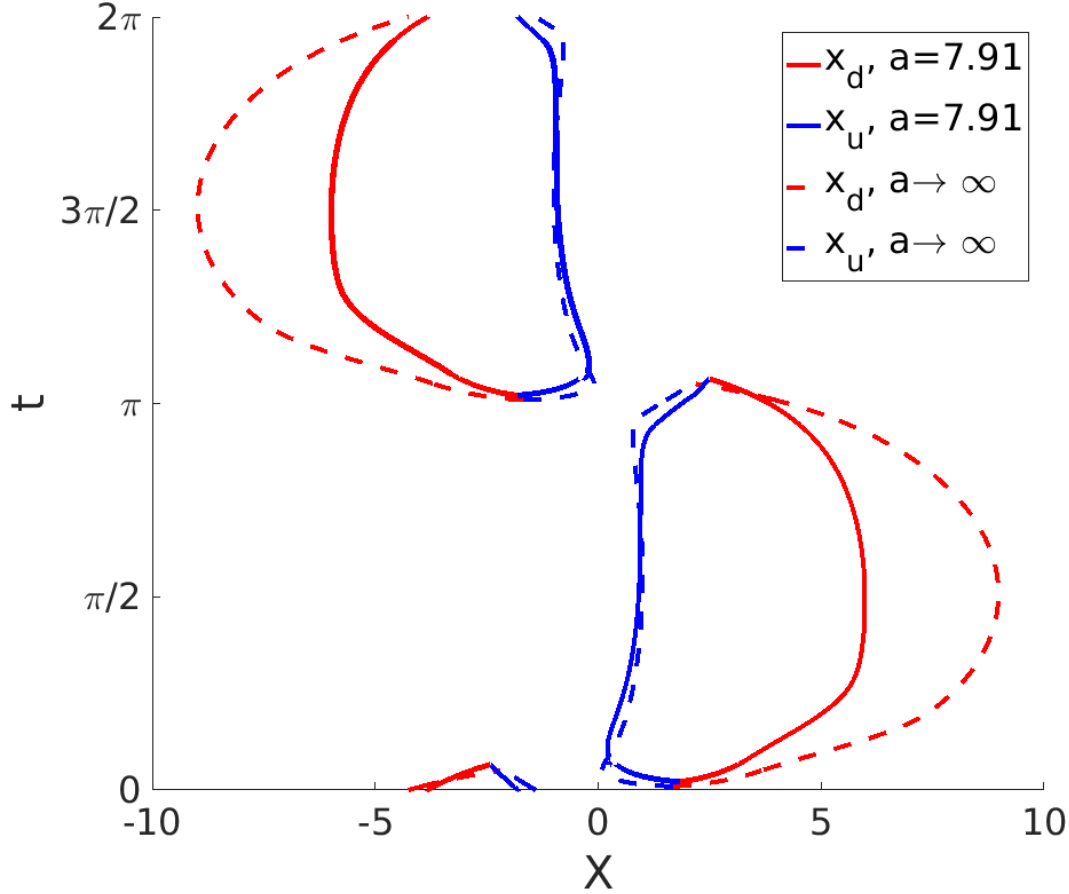 2π
3π/2
π
π/2
0
t
-10
-5
0
5
10
X
x_d, a=7.91
x_u, a=7.91
x_d, a→ ∞
x_u, a→ ∞